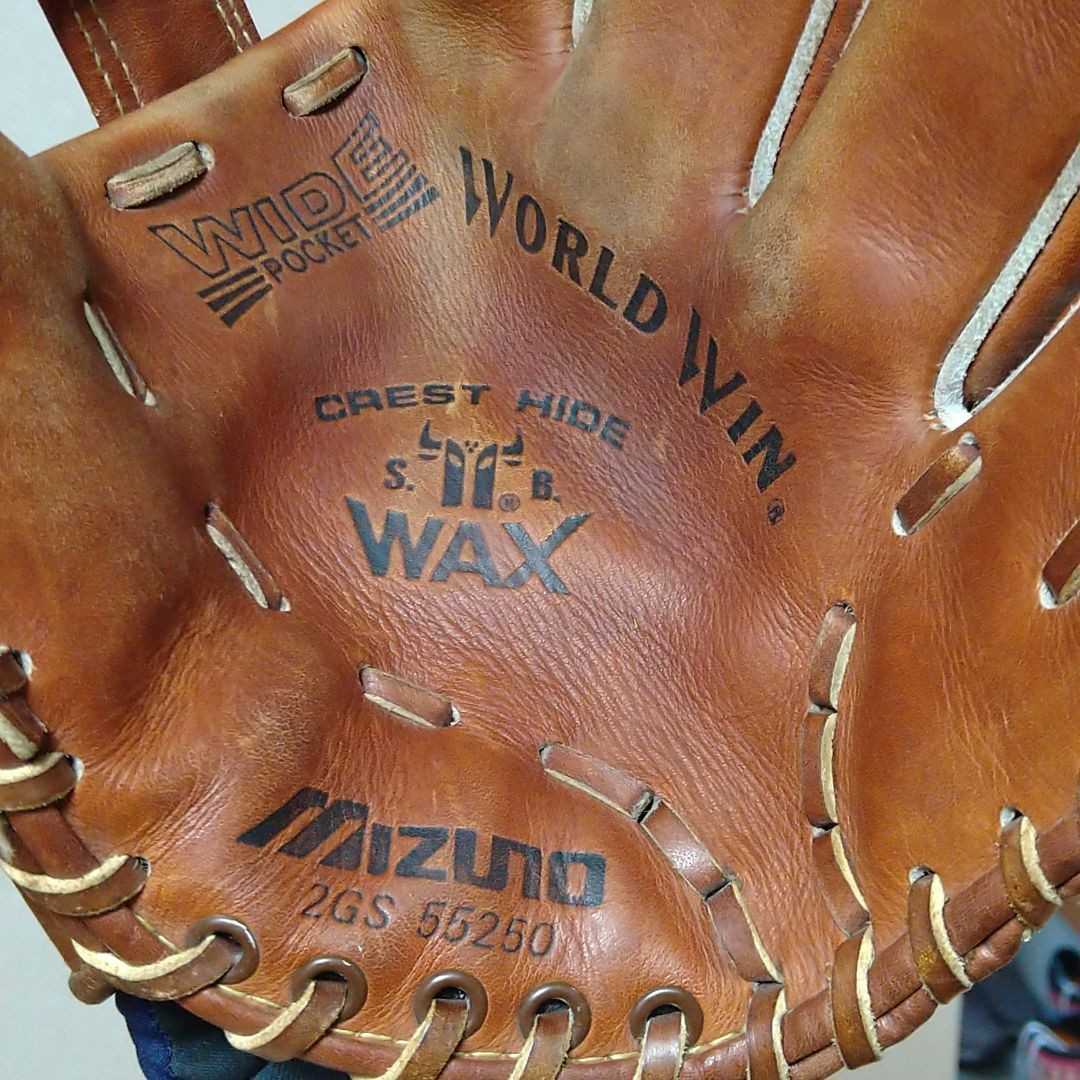 WIDE
POCKET
WORLD WIN®
CREST HIDE
S. ® B.
WAX
MIZUNO
2GS 55250